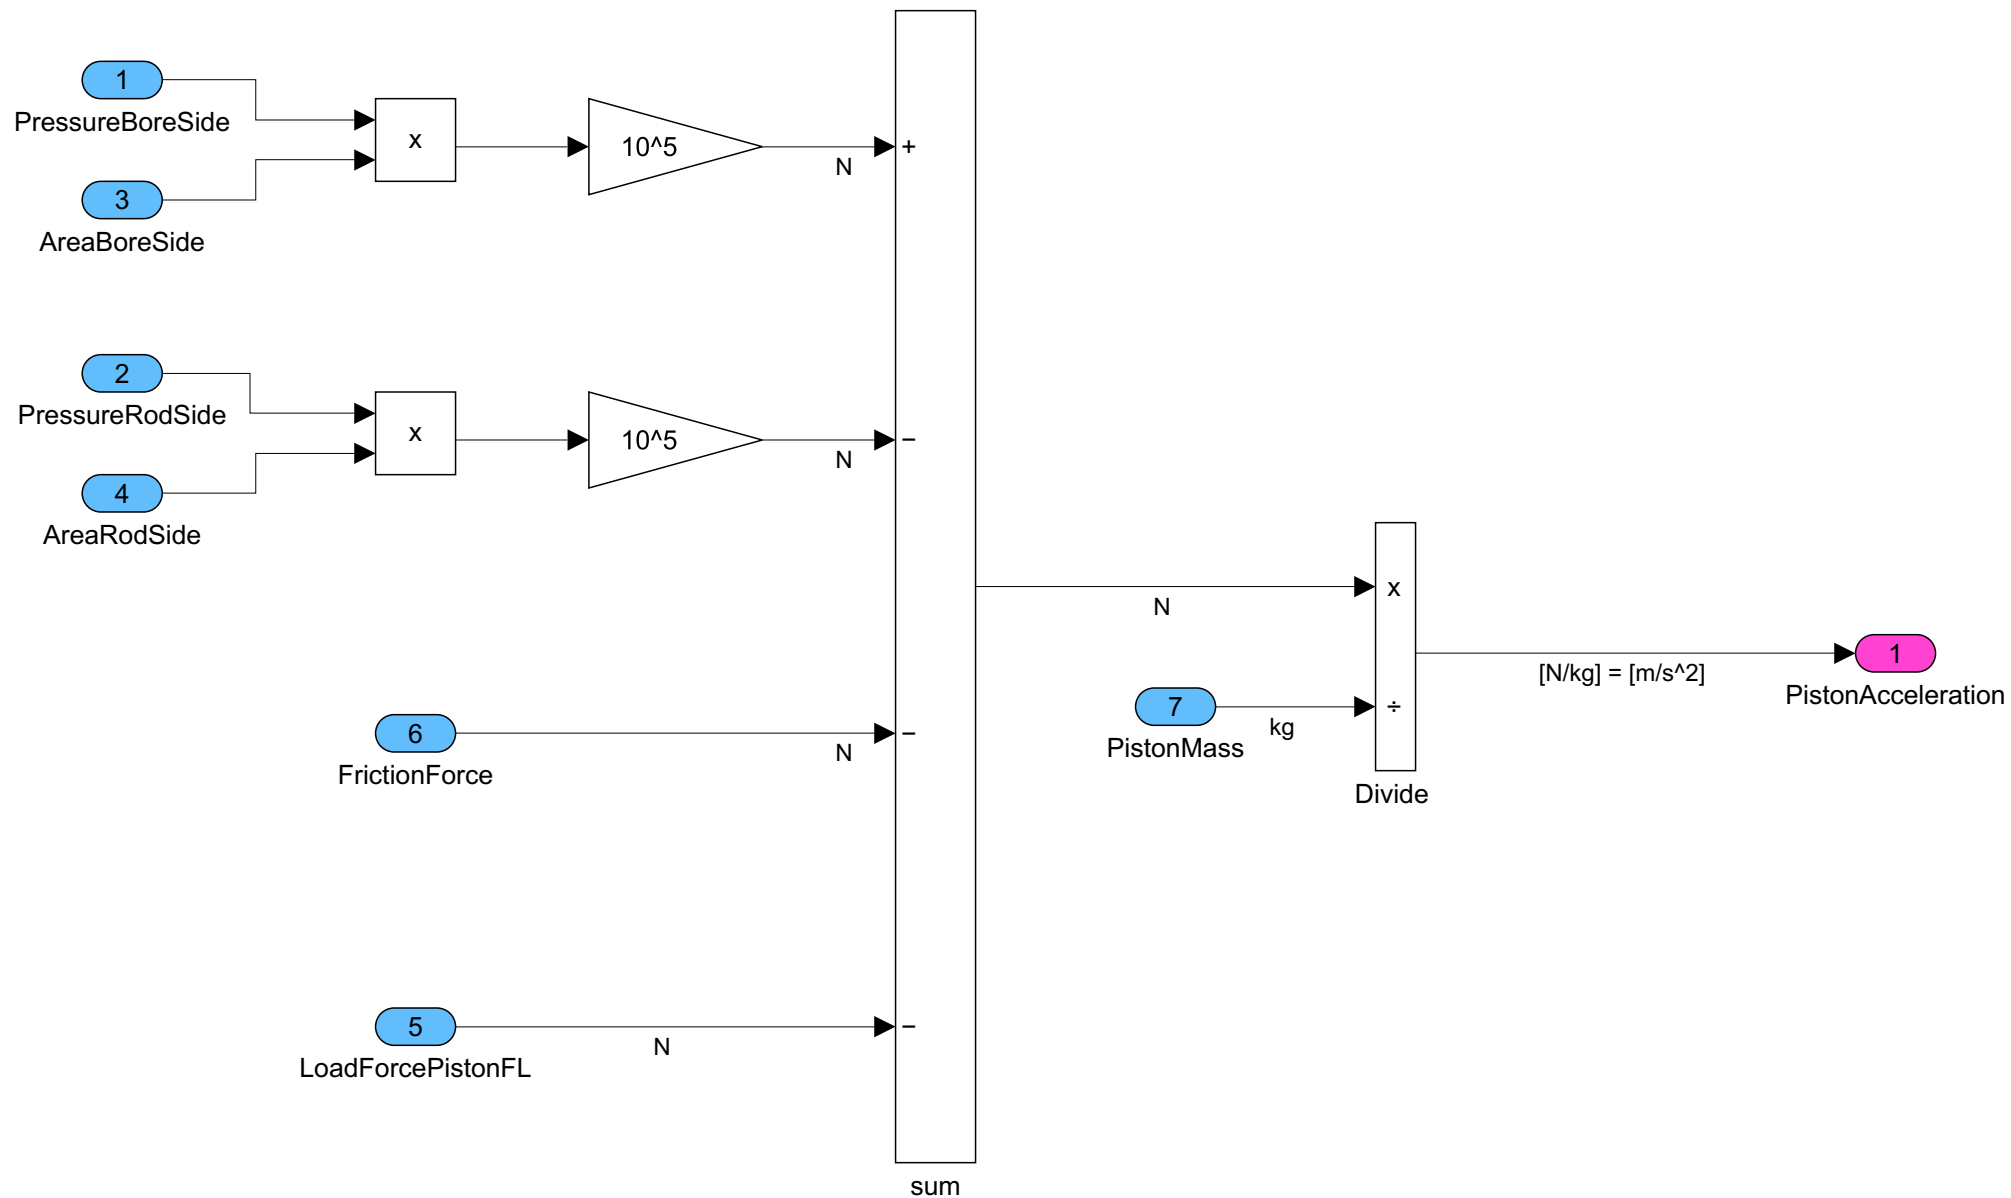 1
PressureBoreSide
3
AreaBoreSide
x
10^5
N
+
2
PressureRodSide
4
AreaRodSide
x
10^5
N
−
6
FrictionForce
N
−
5
LoadForcePistonFL
N
−
sum
N
7
PistonMass
kg
x
÷
Divide
[N/kg] = [m/s^2]
1
PistonAcceleration